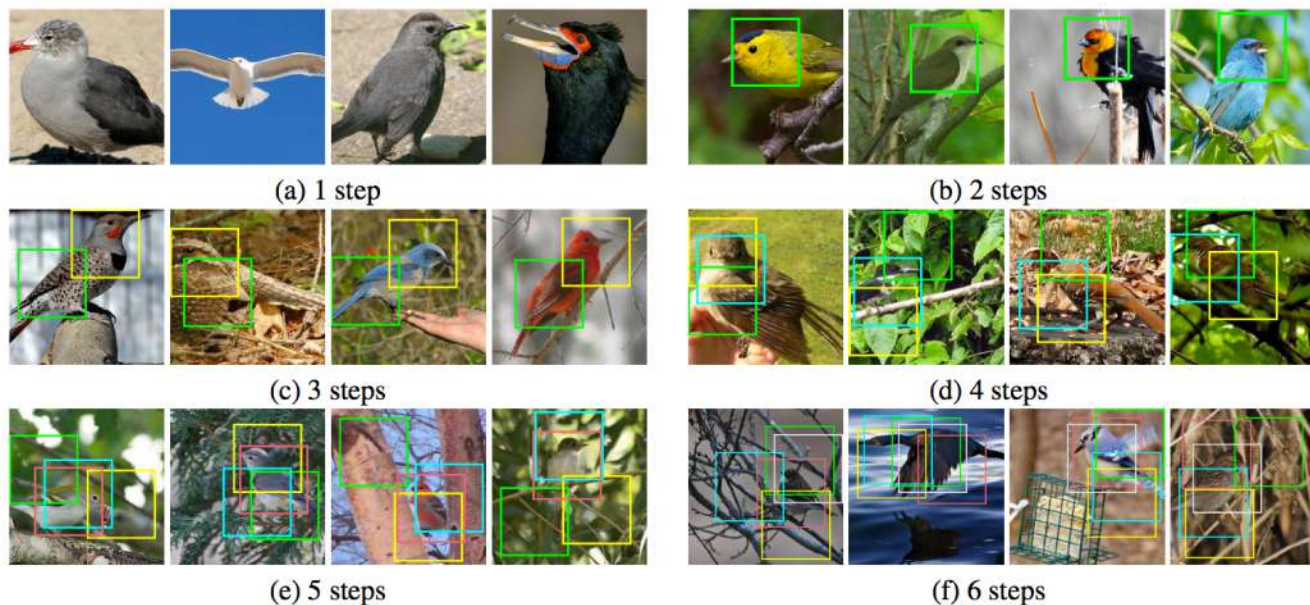 (a) 1 step
(b) 2 steps
(c) 3 steps
(d) 4 steps
(e) 5 steps
(f) 6 steps